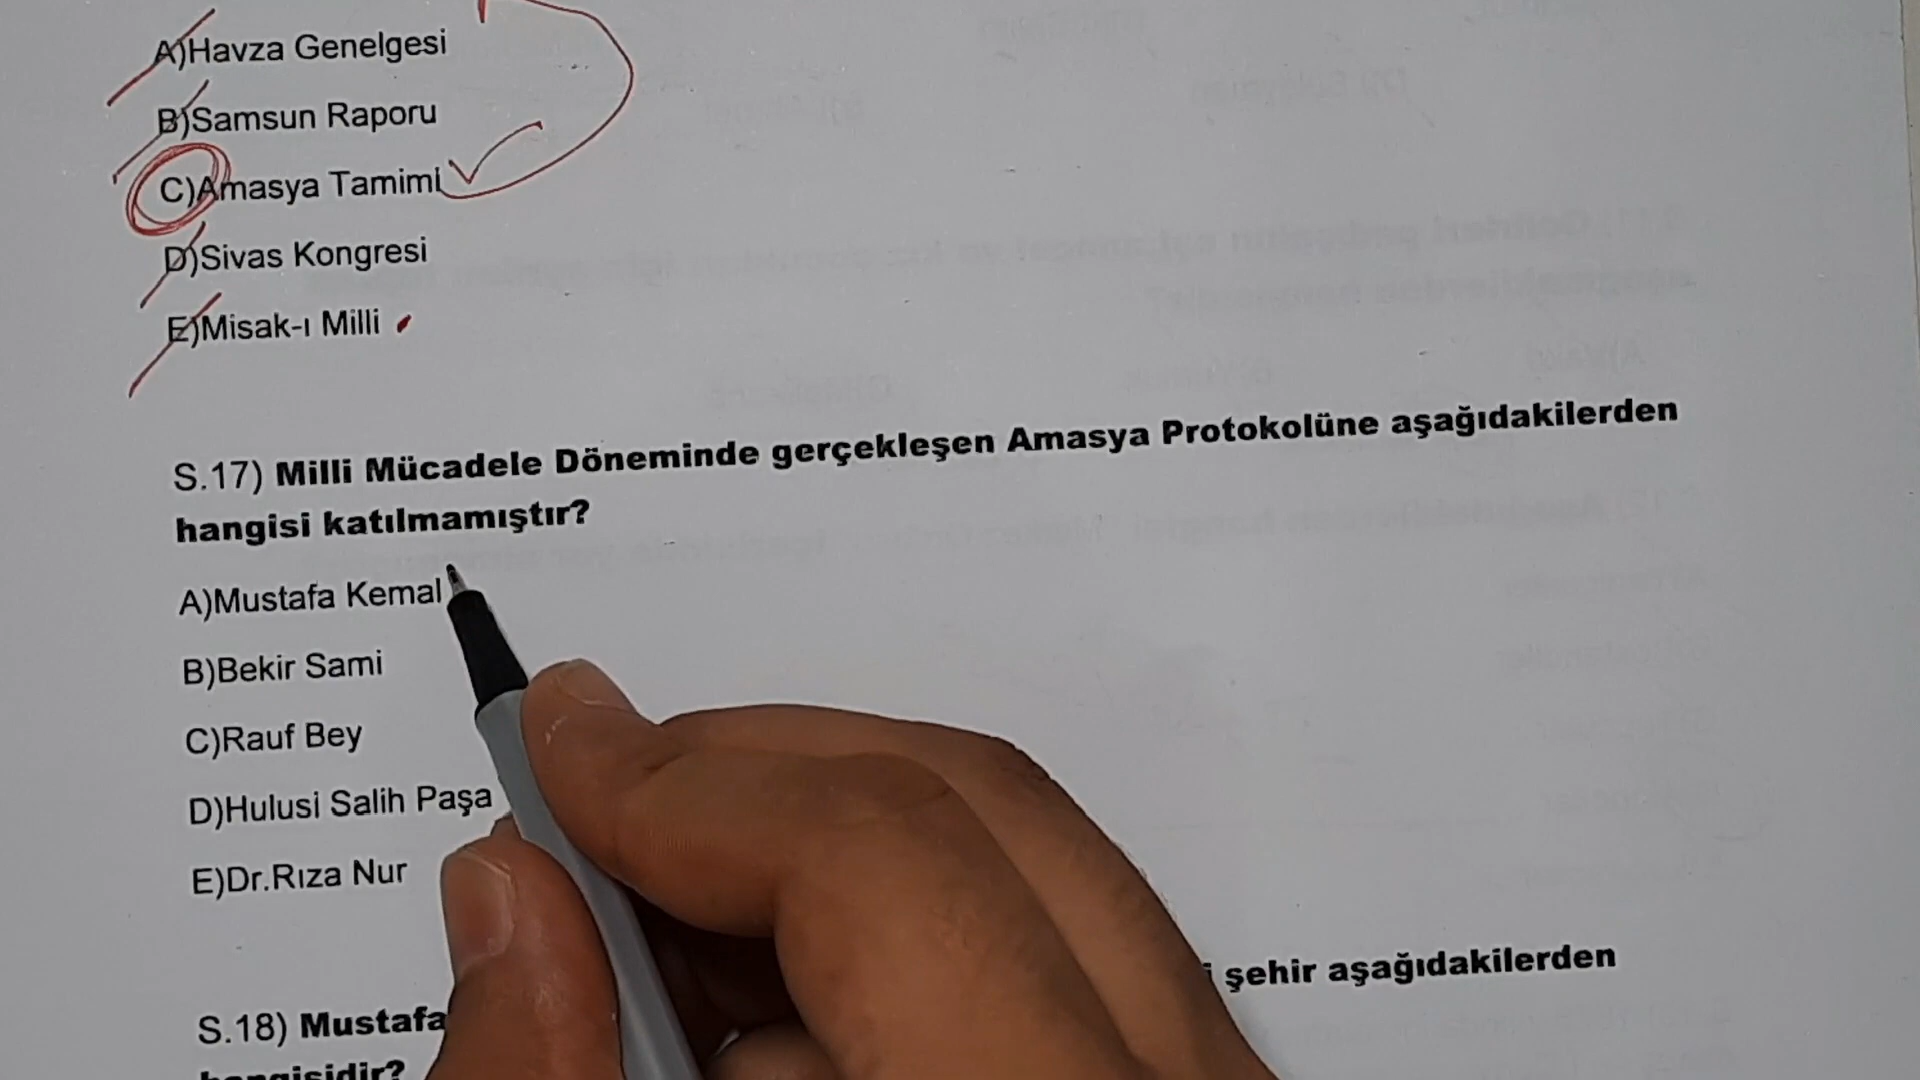 A)Havza Genelgesi
B)Samsun Raporu
C)Amasya Tamimi
D)Sivas Kongresi
E)Misak-ı Milli
S.17) Milli Mücadele Döneminde gerçekleşen Amasya Protokolüne aşağıdakilerden
hangisi katılmamıştır?
A)Mustafa Kemal
B)Bekir Sami
C)Rauf Bey
D)Hulusi Salih Paşa
E)Dr.Rıza Nur
S.18) Mustafa şehir aşağıdakilerden
hangisidir?